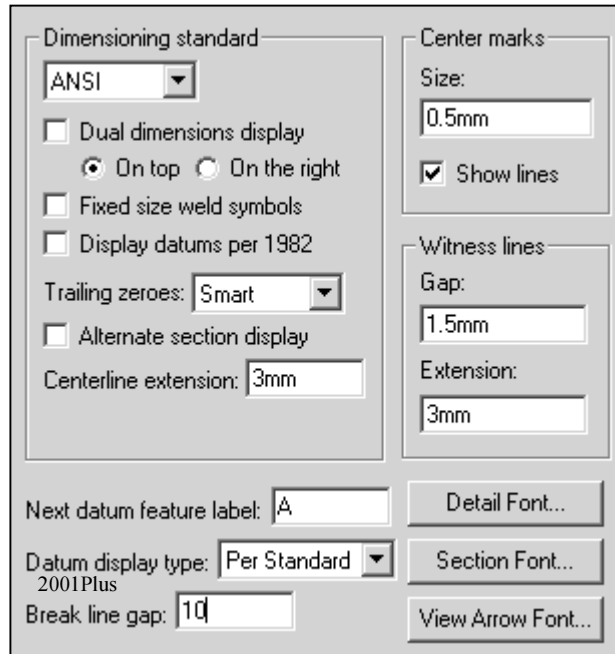 Dimensioning standard
ANSI
Dual dimensions display
On top On the right
Fixed size weld symbols
Display datums per 1982
Trailing zeroes: Smart
Alternate section display
Centerline extension: 3mm
Center marks
Size:
0.5mm
Show lines
Witness lines
Gap:
1.5mm
Extension:
3mm
Next datum feature label: A
Datum display type: Per Standard
2001Plus
Break line gap: 10
Detail Font...
Section Font...
View Arrow Font...